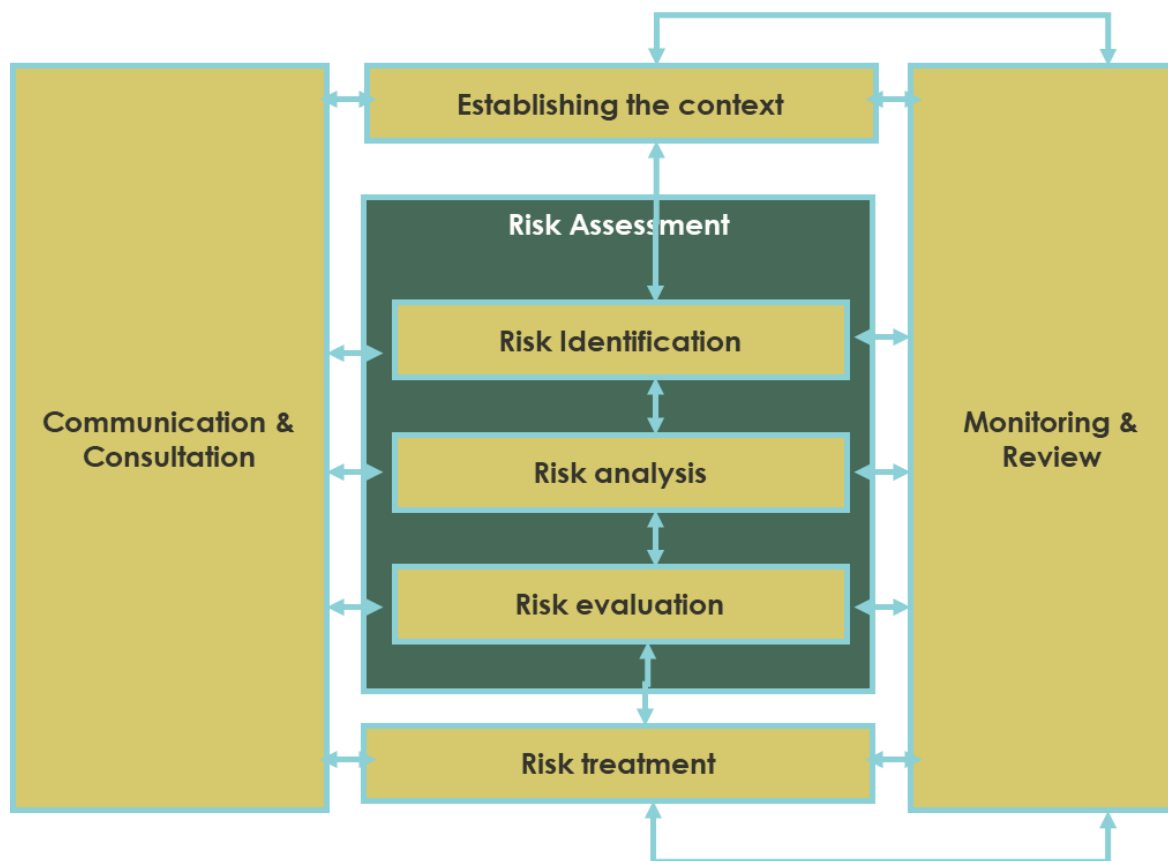 Establishing the context
Risk Assessment
Risk Identification
Communication &
Consultation
Monitoring &
Review
Risk analysis
Risk evaluation
Risk treatment